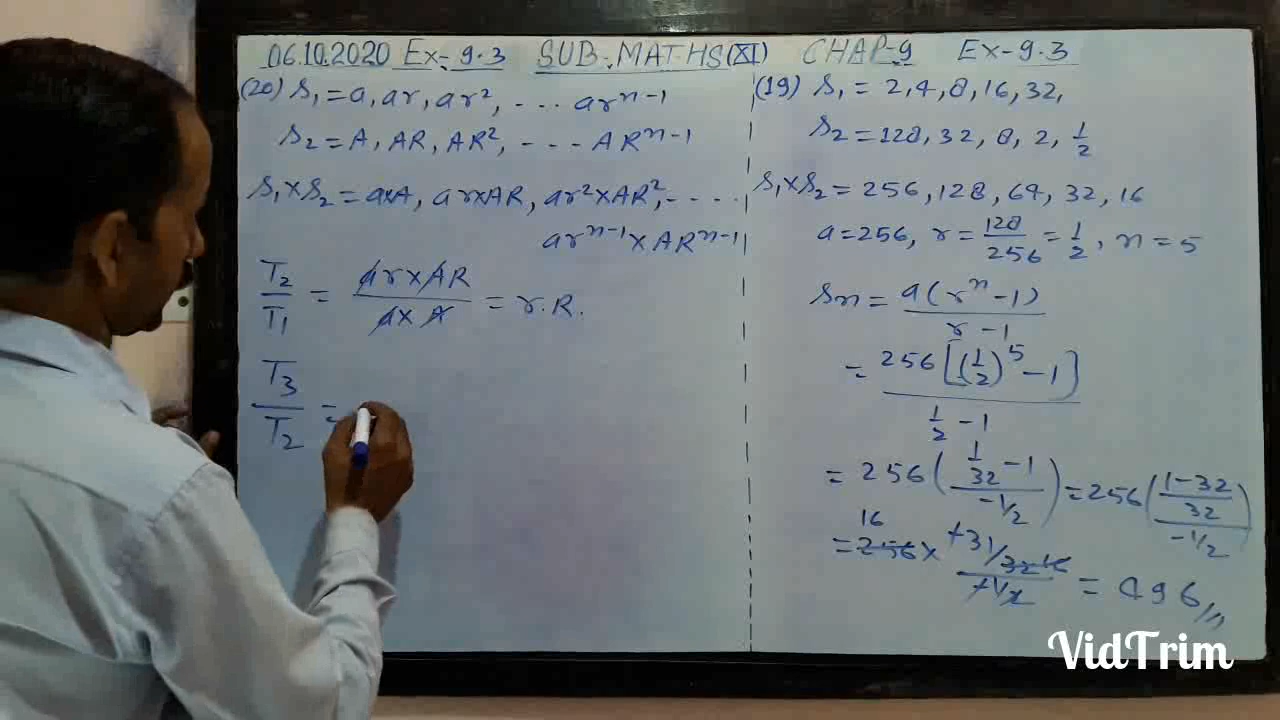 06.10.2020 Ex-9.3 SUB-MATHS(XI) CHAP-9 Ex-9.3
(20) S₁ = a, ar, ar², ---- arⁿ⁻¹
S₂ = A, AR, AR², ---- ARⁿ⁻¹
S₁×S₂ = a×A, ar×AR, ar²×AR², -----
arⁿ⁻¹×ARⁿ⁻¹
T₂/T₁ = (ar×AR)/(a×A) = r.R.
T₃/T₂ =
(19) S₁ = 2, 4, 8, 16, 32,
S₂ = 128, 32, 8, 2, 1/2
S₁×S₂ = 256, 128, 64, 32, 16
a = 256, r = 128/256 = 1/2, n = 5
Sn = a(rⁿ-1)/(r-1)
= 256[(1/2)⁵-1]/(1/2-1)
= 256((1/32-1)/(-1/2)) = 256(((1-32)/32)/(-1/2))
16
= 256 × (+31/32 16)/(+1/2) = 496//
VidTrim